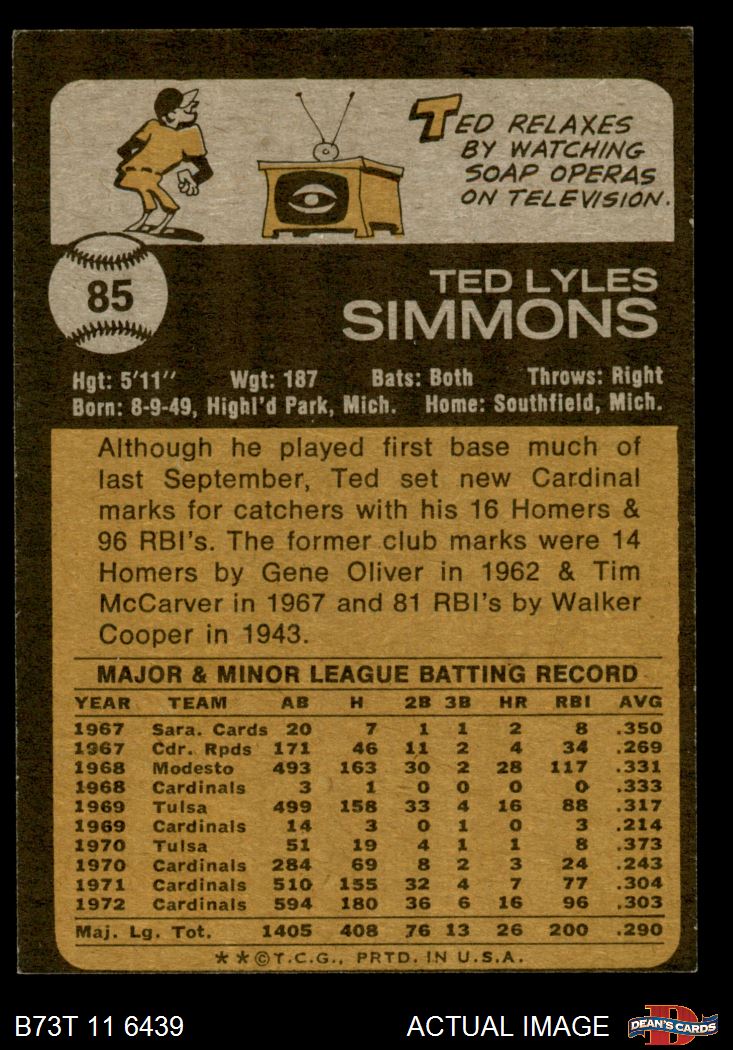 TED RELAXES
BY WATCHING
SOAP OPERAS
ON TELEVISION.
85
TED LYLES
SIMMONS
Hgt: 5'11" Wgt: 187 Bats: Both Throws: Right
Born: 8-9-49, Highl'd Park, Mich. Home: Southfield, Mich.
Although he played first base much of
last September, Ted set new Cardinal
marks for catchers with his 16 Homers &
96 RBI's. The former club marks were 14
Homers by Gene Oliver in 1962 & Tim
McCarver in 1967 and 81 RBI's by Walker
Cooper in 1943.
MAJOR & MINOR LEAGUE BATTING RECORD
YEAR TEAM AB H 2B 3B HR RBI AVG
1967 Sara. Cards 20 7 1 1 2 8 .350
1967 Cdr. Rpds 171 46 11 2 4 34 .269
1968 Modesto 493 163 30 2 28 117 .331
1968 Cardinals 3 1 0 0 0 0 .333
1969 Tulsa 499 158 33 4 16 88 .317
1969 Cardinals 14 3 0 1 0 3 .214
1970 Tulsa 51 19 4 1 1 8 .373
1970 Cardinals 284 69 8 2 3 24 .243
1971 Cardinals 510 155 32 4 7 77 .304
1972 Cardinals 594 180 36 6 16 96 .303
Maj. Lg. Tot. 1405 408 76 13 26 200 .290
**©T.C.G., PRTD. IN U.S.A.
B73T 11 6439 ACTUAL IMAGE
D
DEAN'S CARDS